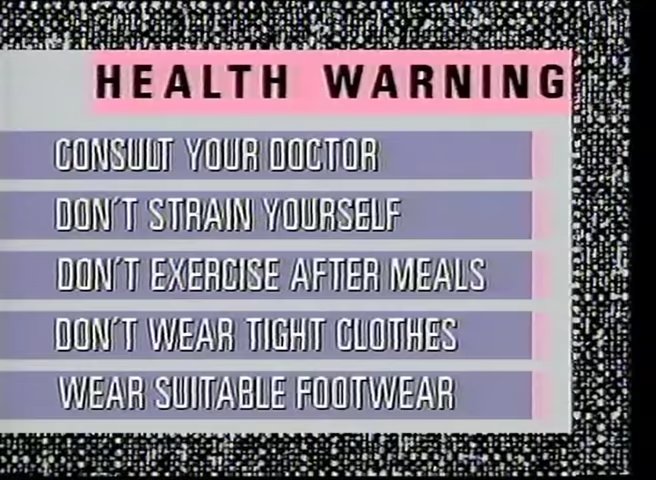 HEALTH WARNING
CONSULT YOUR DOCTOR
DON'T STRAIN YOURSELF
DON'T EXERCISE AFTER MEALS
DON'T WEAR TIGHT CLOTHES
WEAR SUITABLE FOOTWEAR